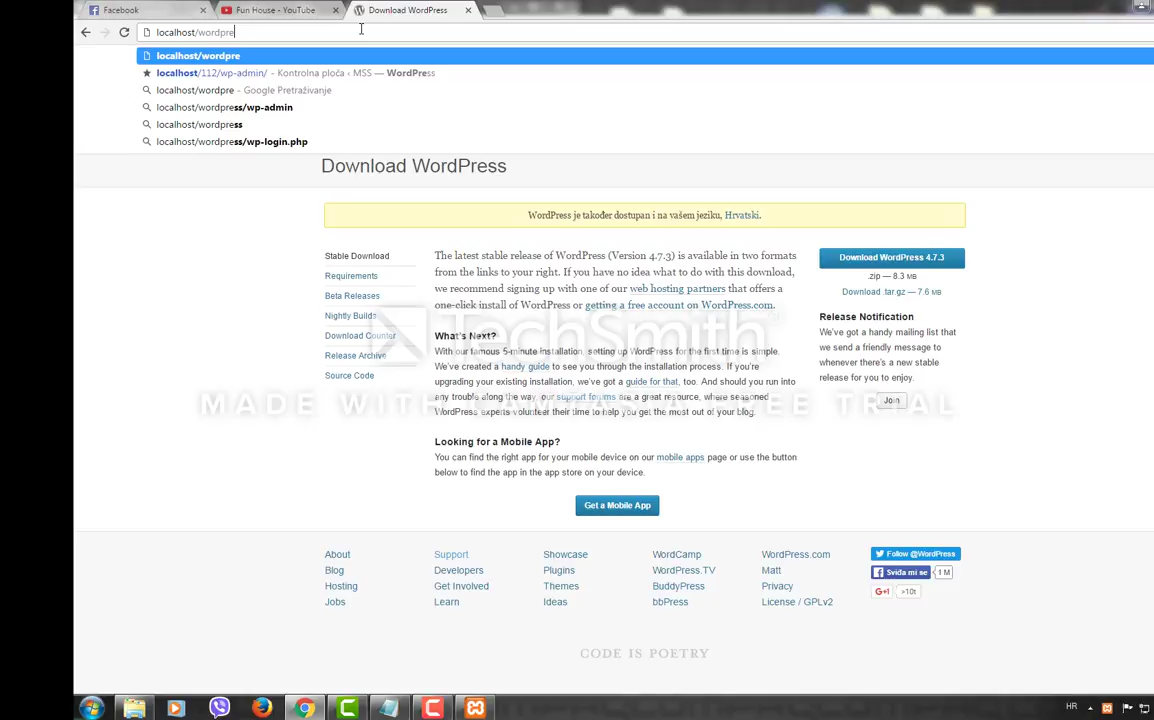 Facebook
Fun House - YouTube
Download WordPress
localhost/wordpre
localhost/wordpre
localhost/112/wp-admin/ - Kontrolna ploča ‹ MSS — WordPress
localhost/wordpre - Google Pretraživanje
localhost/wordpress/wp-admin
localhost/wordpress
localhost/wordpress/wp-login.php
Download WordPress
WordPress je također dostupan i na vašem jeziku, Hrvatski.
Stable Download
Requirements
Beta Releases
Nightly Builds
Download Counter
Release Archive
Source Code
The latest stable release of WordPress (Version 4.7.3) is available in two formats
from the links to your right. If you have no idea what to do with this download,
we recommend signing up with one of our web hosting partners that offers a
one-click install of WordPress or getting a free account on WordPress.com.
What's Next?
With our famous 5-minute installation, setting up WordPress for the first time is simple.
We've created a handy guide to see you through the installation process. If you're
upgrading your existing installation, we've got a guide for that, too. And should you run into
any trouble along the way, our support forums are a great resource, where seasoned
WordPress experts volunteer their time to help you get the most out of your blog.
Looking for a Mobile App?
You can find the right app for your mobile device on our mobile apps page or use the button
below to find the app in the app store on your device.
Get a Mobile App
Download WordPress 4.7.3
.zip — 8.3 MB
Download .tar.gz — 7.6 MB
Release Notification
We've got a handy mailing list that
we send a friendly message to
whenever there's a new stable
release for you to enjoy.
Join
TechSmith
MADE WITH CAMTASIA FREE TRIAL
About
Blog
Hosting
Jobs
Support
Developers
Get Involved
Learn
Showcase
Plugins
Themes
Ideas
WordCamp
WordPress.TV
BuddyPress
bbPress
WordPress.com
Matt
Privacy
License / GPLv2
Follow @WordPress
Sviđa mi se 1 M
G+1 >10t
CODE IS POETRY
HR